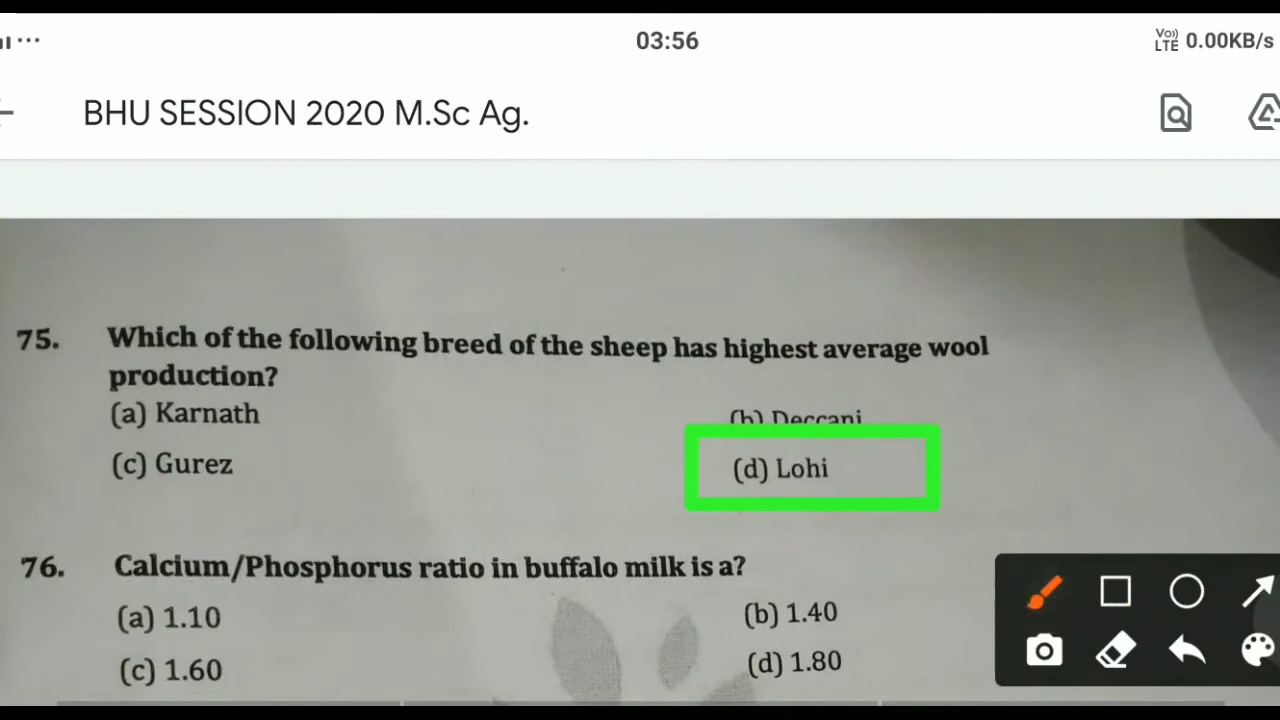 03:56
Vo))
LTE 0.00KB/s
BHU SESSION 2020 M.Sc Ag.
75. Which of the following breed of the sheep has highest average wool
production?
(a) Karnath
(b) Deccani
(c) Gurez
(d) Lohi
76. Calcium/Phosphorus ratio in buffalo milk is a?
(a) 1.10
(b) 1.40
(c) 1.60
(d) 1.80